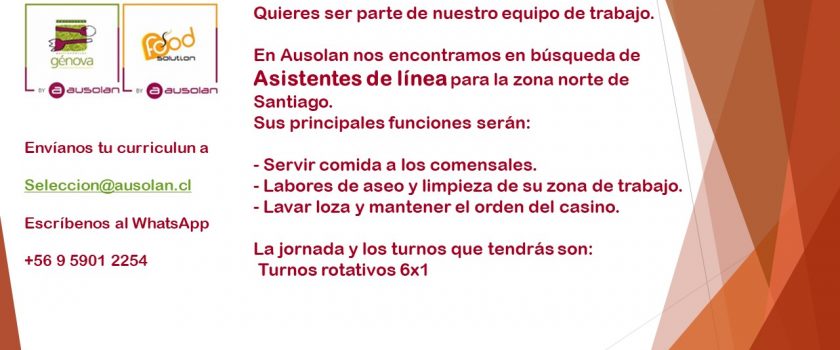 génova
BY ausolan
Food
solution
BY ausolan
Envíanos tu curriculun a
Seleccion@ausolan.cl
Escríbenos al WhatsApp
+56 9 5901 2254
Quieres ser parte de nuestro equipo de trabajo.
En Ausolan nos encontramos en búsqueda de
Asistentes de línea para la zona norte de
Santiago.
Sus principales funciones serán:
- Servir comida a los comensales.
- Labores de aseo y limpieza de su zona de trabajo.
- Lavar loza y mantener el orden del casino.
La jornada y los turnos que tendrás son:
Turnos rotativos 6x1